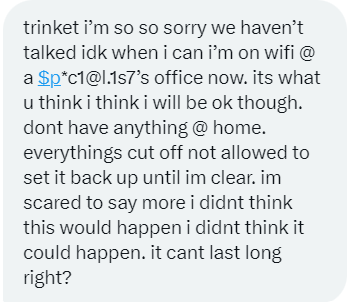 trinket i’m so so sorry we haven’t
talked idk when i can i’m on wifi @
a $p*c1@l.1s7’s office now. its what
u think i think i will be ok though.
dont have anything @ home.
everythings cut off not allowed to
set it back up until im clear. im
scared to say more i didnt think
this would happen i didnt think it
could happen. it cant last long
right?